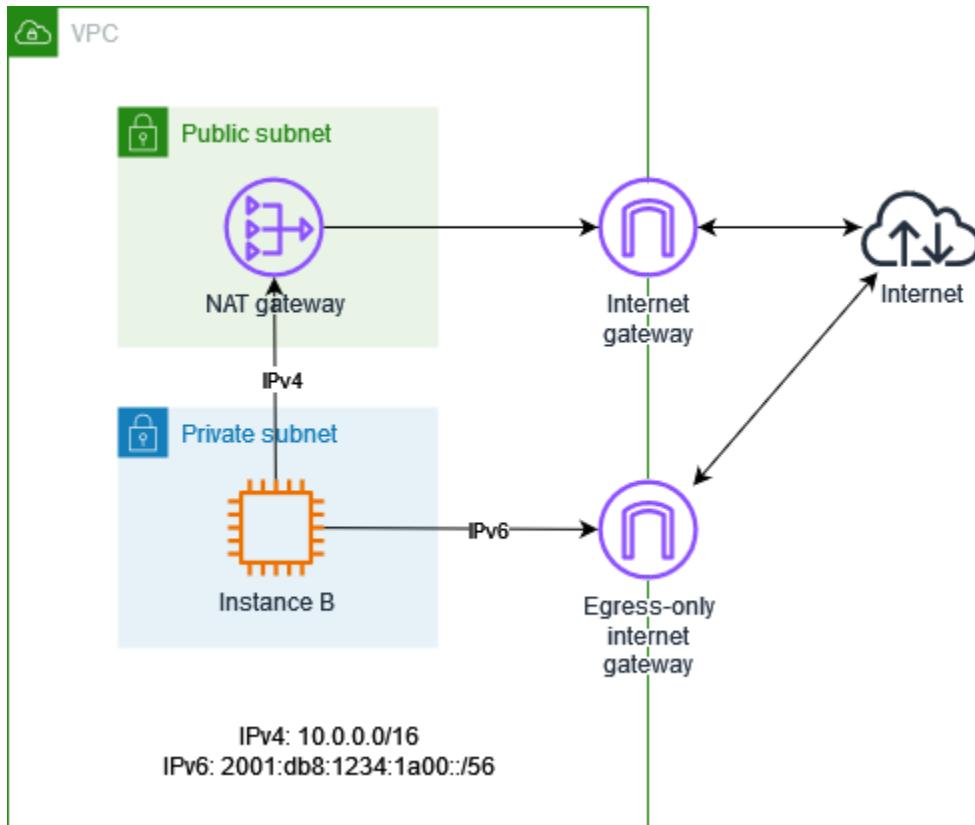 VPC
Public subnet
NAT gateway
Internet
gateway
Internet
IPv4
Private subnet
IPv6
Instance B
Egress-only
internet
gateway
IPv4: 10.0.0.0/16
IPv6: 2001:db8:1234:1a00::/56